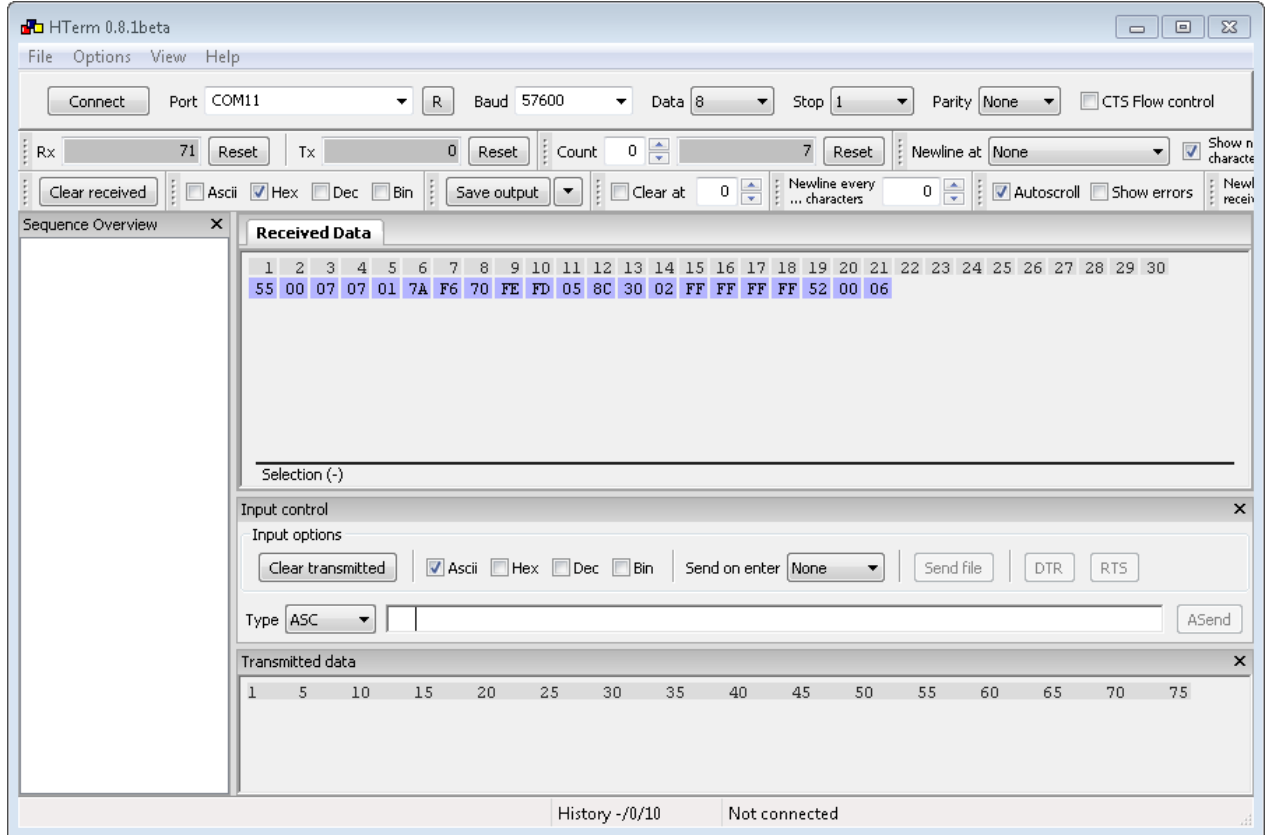 HTerm 0.8.1beta
File Options View Help
Connect Port COM11 R Baud 57600 Data 8 Stop 1 Parity None CTS Flow control
Rx 71 Reset Tx 0 Reset Count 0 7 Reset Newline at None Show n
characte
Clear received Ascii Hex Dec Bin Save output Clear at 0 Newline every
... characters 0 Autoscroll Show errors Newl
receiv
Sequence Overview
Received Data
1 2 3 4 5 6 7 8 9 10 11 12 13 14 15 16 17 18 19 20 21 22 23 24 25 26 27 28 29 30
55 00 07 07 01 7A F6 70 FE FD 05 8C 30 02 FF FF FF FF 52 00 06
Selection (-)
Input control
Input options
Clear transmitted Ascii Hex Dec Bin Send on enter None Send file DTR RTS
Type ASC ASend
Transmitted data
1 5 10 15 20 25 30 35 40 45 50 55 60 65 70 75
History -/0/10 Not connected